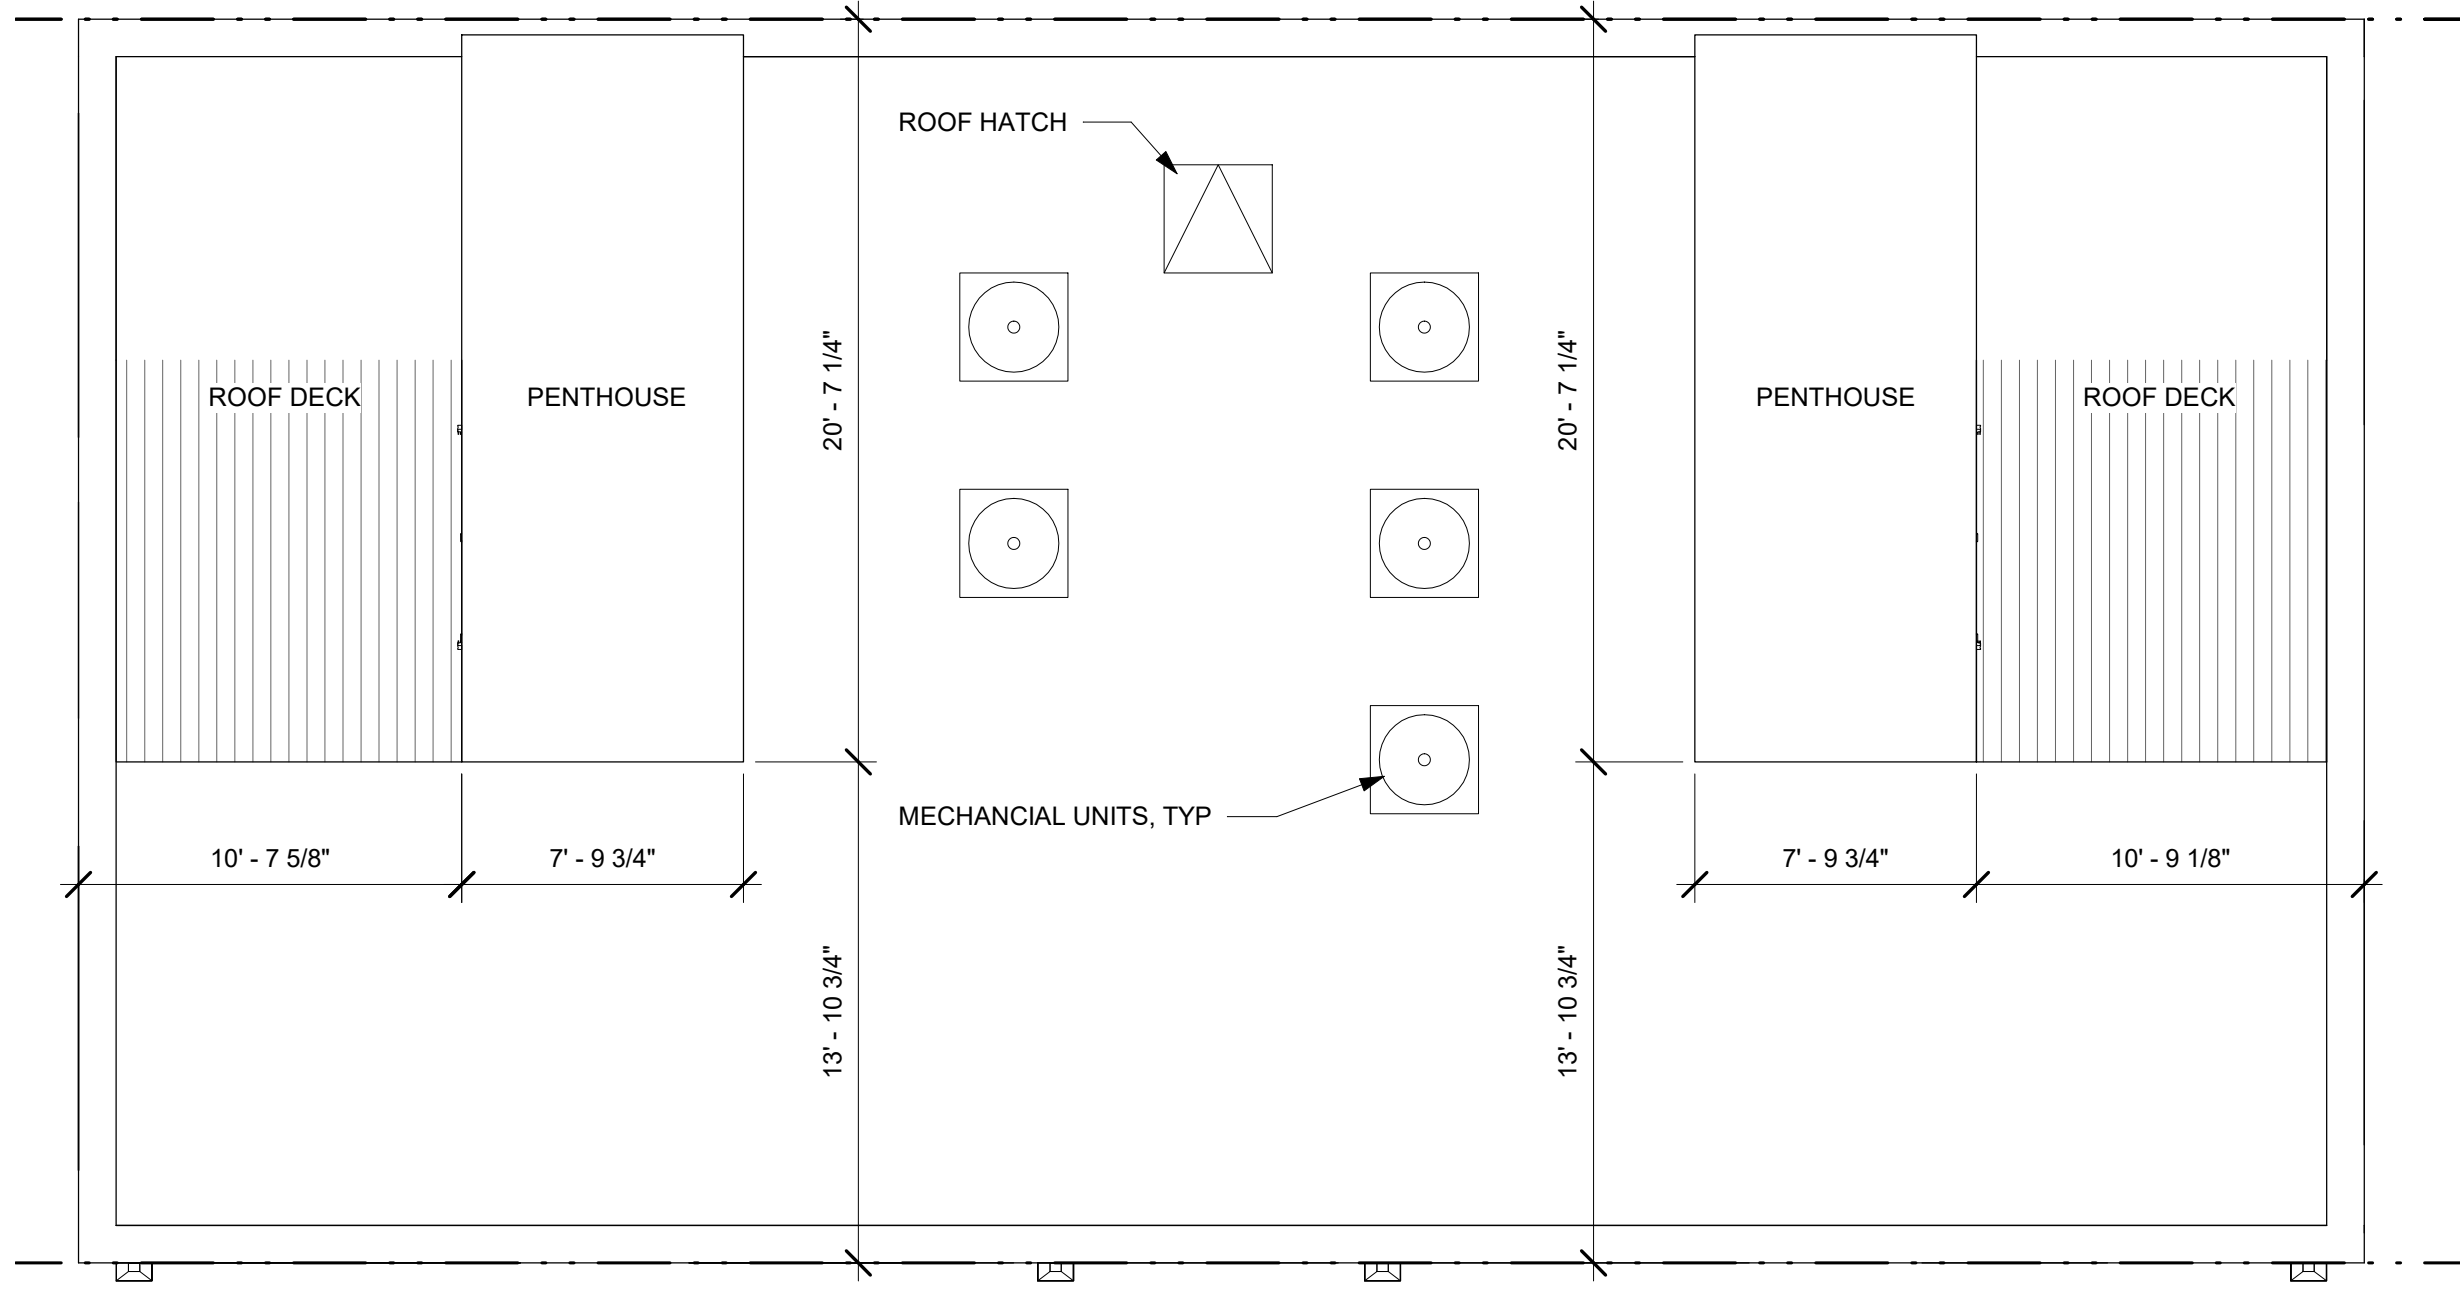 ROOF HATCH
20' - 7 1/4"
20' - 7 1/4"
ROOF DECK
PENTHOUSE
PENTHOUSE
ROOF DECK
MECHANCIAL UNITS, TYP
10' - 7 5/8"
7' - 9 3/4"
7' - 9 3/4"
10' - 9 1/8"
13' - 10 3/4"
13' - 10 3/4"